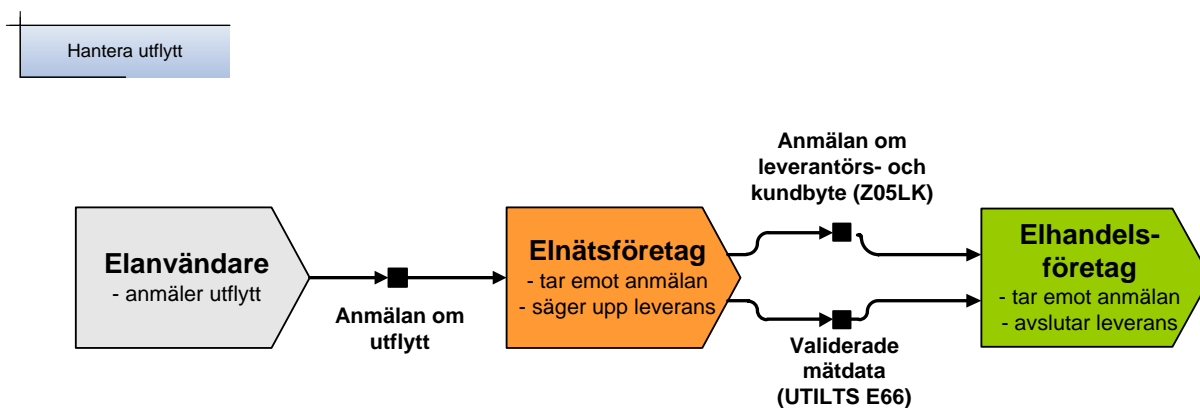 Hantera utflytt
Anmälan om
leverantörs- och
kundbyte (Z05LK)
Elanvändare
- anmäler utflytt
Anmälan om
utflytt
Elnätsföretag
- tar emot anmälan
- säger upp leverans
Validerade
mätdata
(UTILTS E66)
Elhandels-
företag
- tar emot anmälan
- avslutar leverans